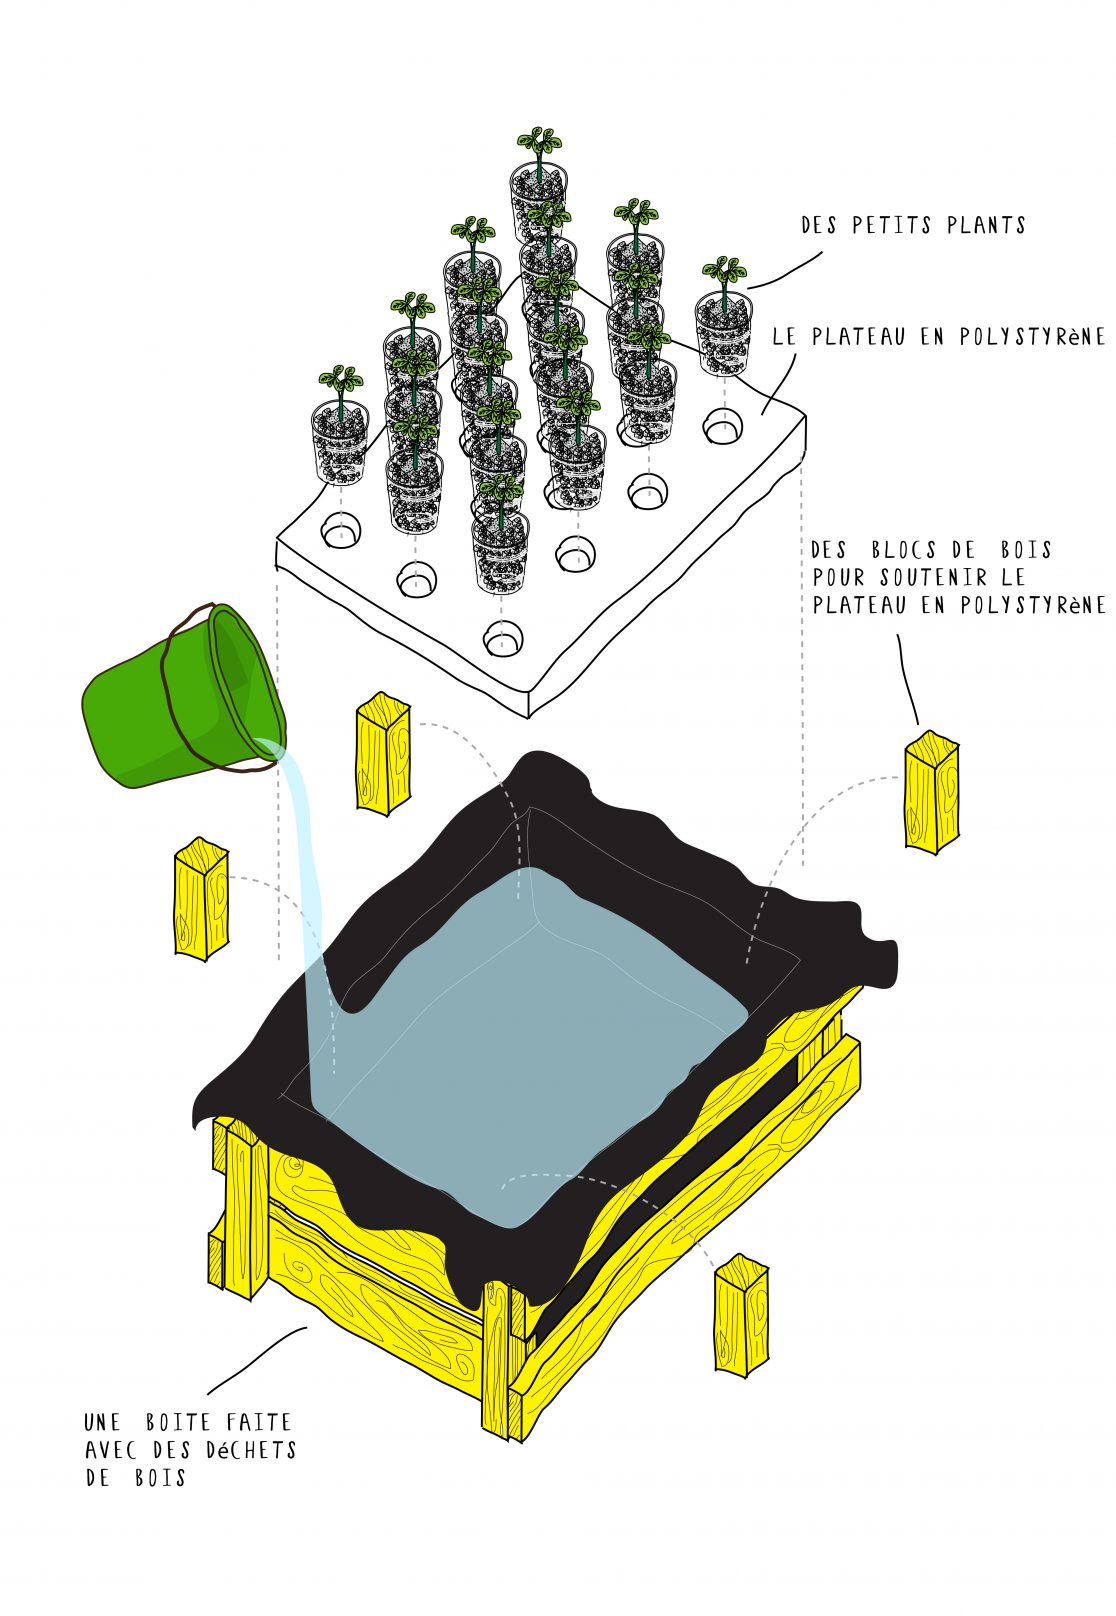 DES PETITS PLANTS
LE PLATEAU EN POLYSTYRèNE
DES BLOCS DE BOIS
POUR SOUTENIR LE
PLATEAU EN POLYSTYRèNE
UNE BOITE FAITE
AVEC DES DéCHETS
DE BOIS